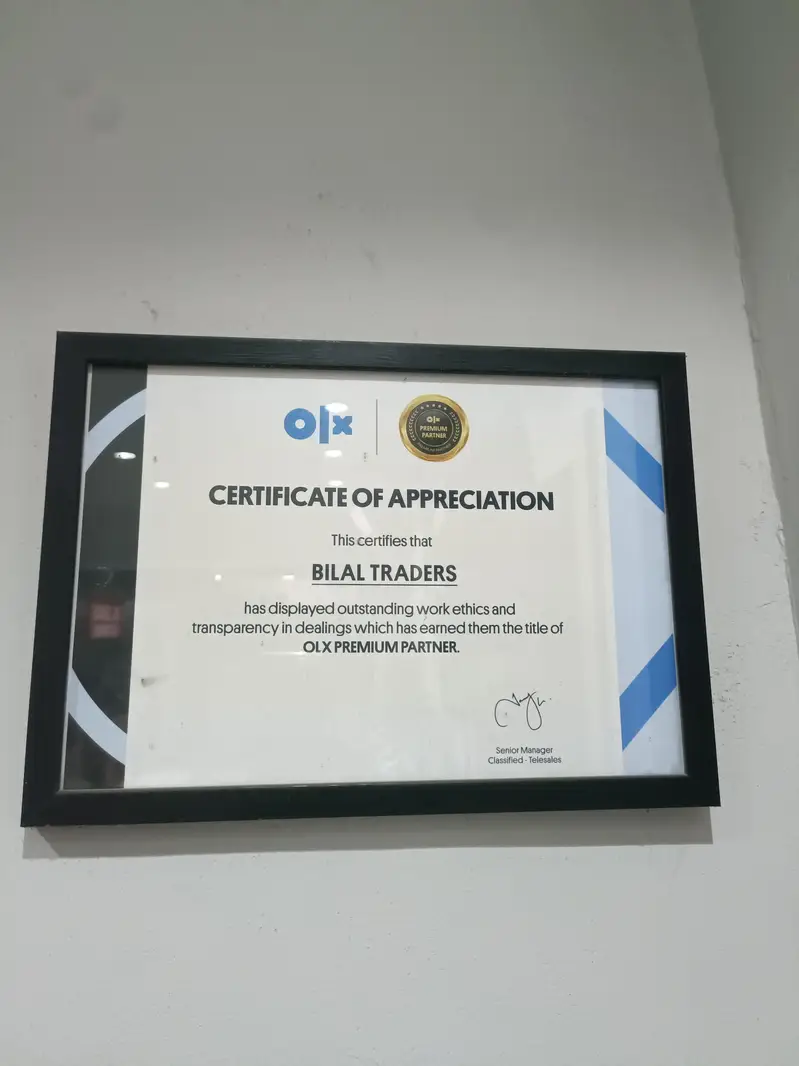 olx
olx
PREMIUM
PARTNER
CERTIFICATE OF APPRECIATION
This certifies that
BILAL TRADERS
has displayed outstanding work ethics and
transparency in dealings which has earned them the title of
OLX PREMIUM PARTNER.
Senior Manager
Classified - Telesales